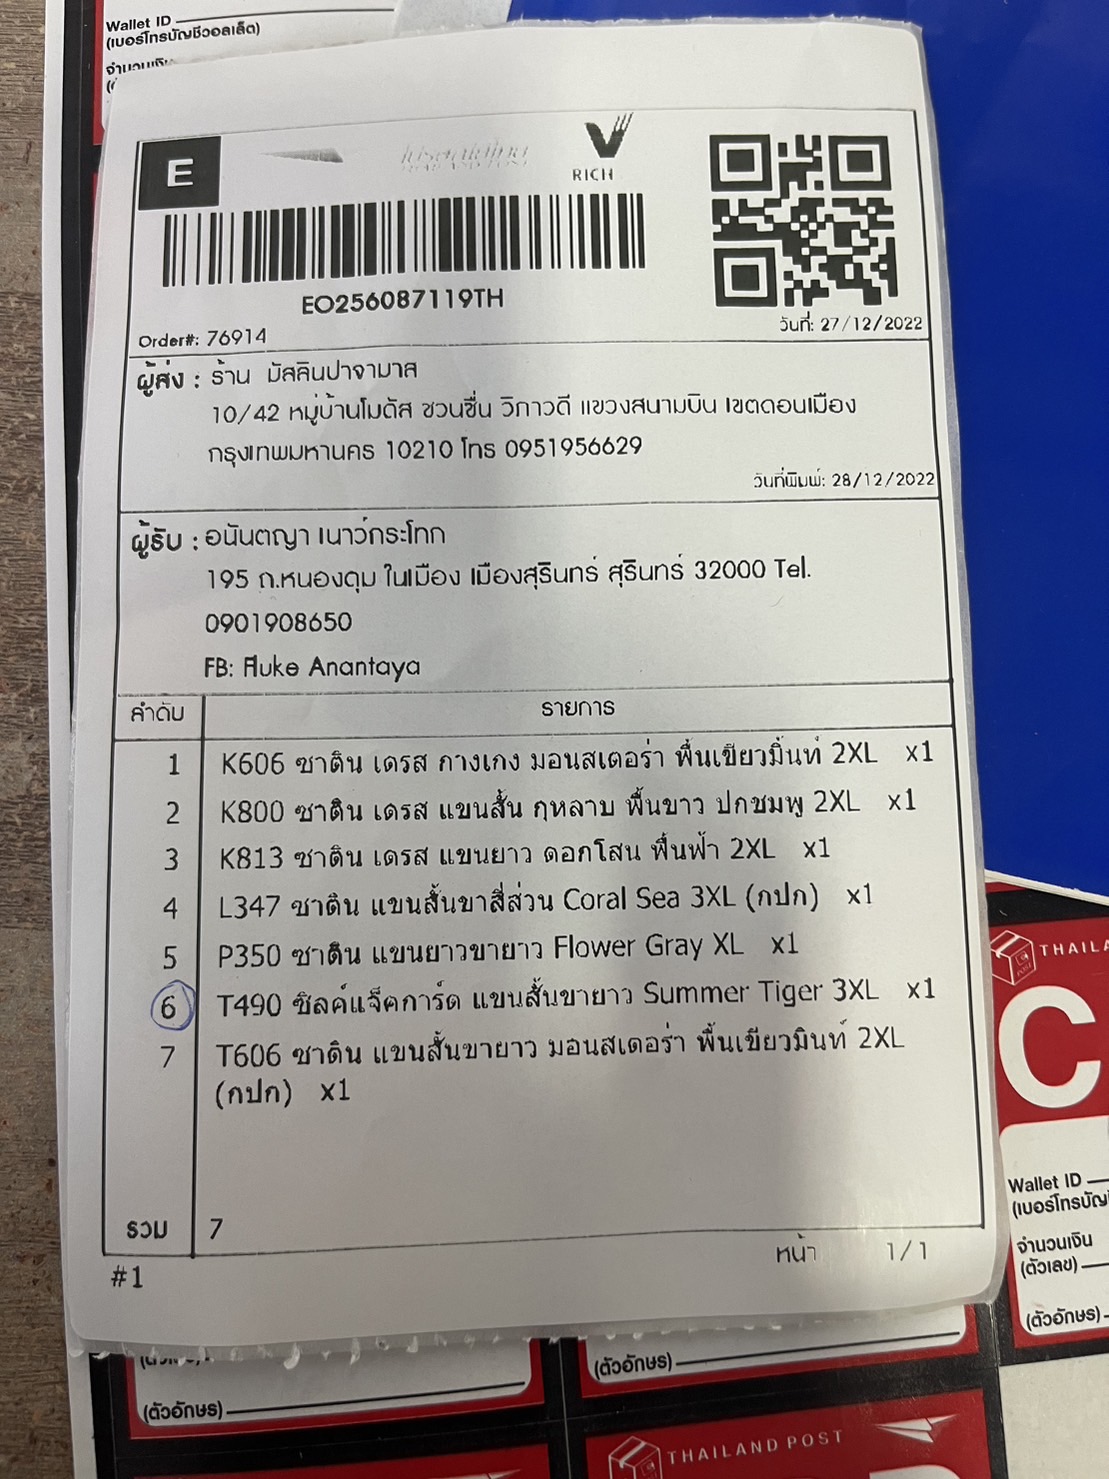 Wallet ID
(เบอร์โทรบัญชีวอลเล็ต)
จำนวนเงิน
E
RICH
EO256087119TH
Order#: 76914
วันที่: 27/12/2022
ผู้ส่ง : ร้าน มัสลินปาจามาส
10/42 หมู่บ้านโมดัส ชวนชื่น วิภาวดี แขวงสนามบิน เขตดอนเมือง
กรุงเทพมหานคร 10210 โทร 0951956629
วันที่พิมพ์: 28/12/2022
ผู้รับ : อนันตญา เนาว์กระโทก
195 ถ.หนองดุม ในเมือง เมืองสุรินทร์ สุรินทร์ 32000 Tel.
0901908650
FB: Fluke Anantaya
ลำดับ รายการ
1 K606 ซาติน เดรส กางเกง มอนสเตอร่า พื้นเขียวมิ้นท์ 2XL x1
2 K800 ซาติน เดรส แขนสั้น กุหลาบ พื้นขาว ปกชมพู 2XL x1
3 K813 ซาติน เดรส แขนยาว ดอกโสน พื้นฟ้า 2XL x1
4 L347 ซาติน แขนสั้นขาสี่ส่วน Coral Sea 3XL (กปก) x1
5 P350 ซาติน แขนยาวขายาว Flower Gray XL x1
6 T490 ซิลค์แจ็คการ์ด แขนสั้นขายาว Summer Tiger 3XL x1
7 T606 ซาติน แขนสั้นขายาว มอนสเตอร่า พื้นเขียวมินท์ 2XL
(กปก) x1
รวม 7
หน้า 1/1
#1
THAILA
C
Wallet ID
(เบอร์โทรบัญ
จำนวนเงิน
(ตัวเลข)
(ตัวอักษร)
(ตัวอักษร)
(ตัวอักษร)
THAILAND POST